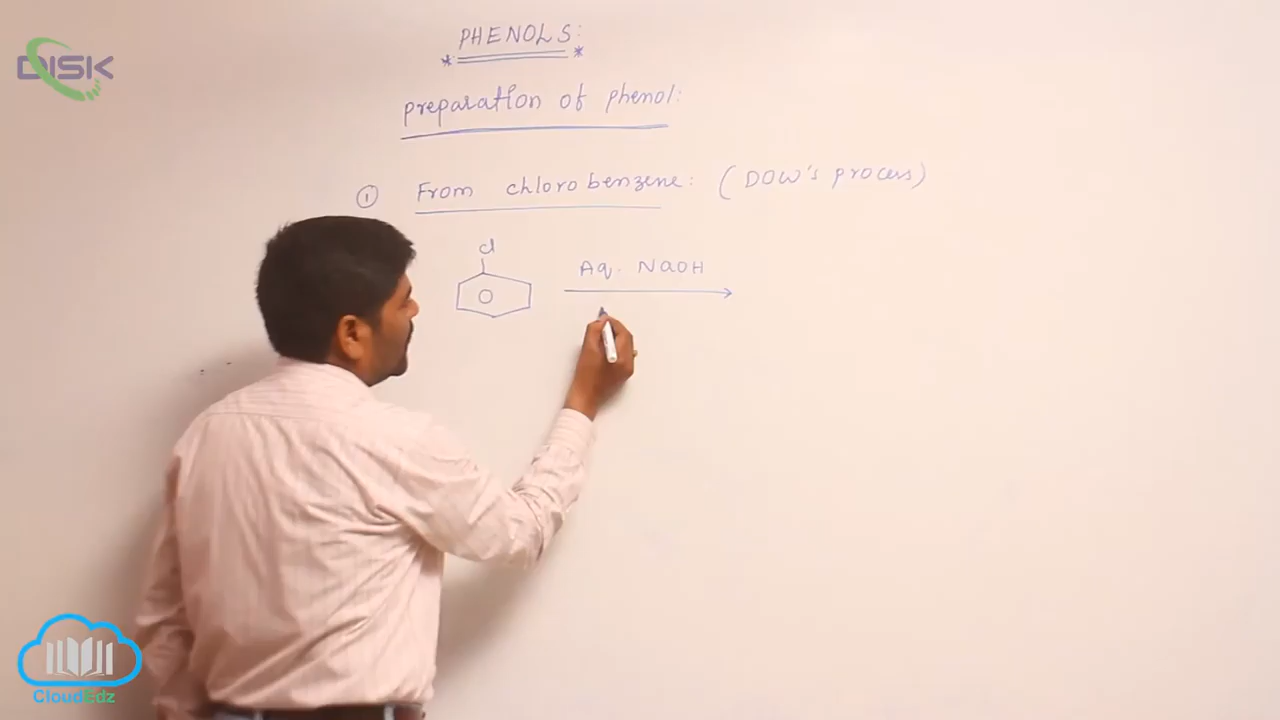 DISK
PHENOLS:
preparation of phenol:
① From chlorobenzene: (DOW's process)
Cl
Aq. NaOH
CloudEdz